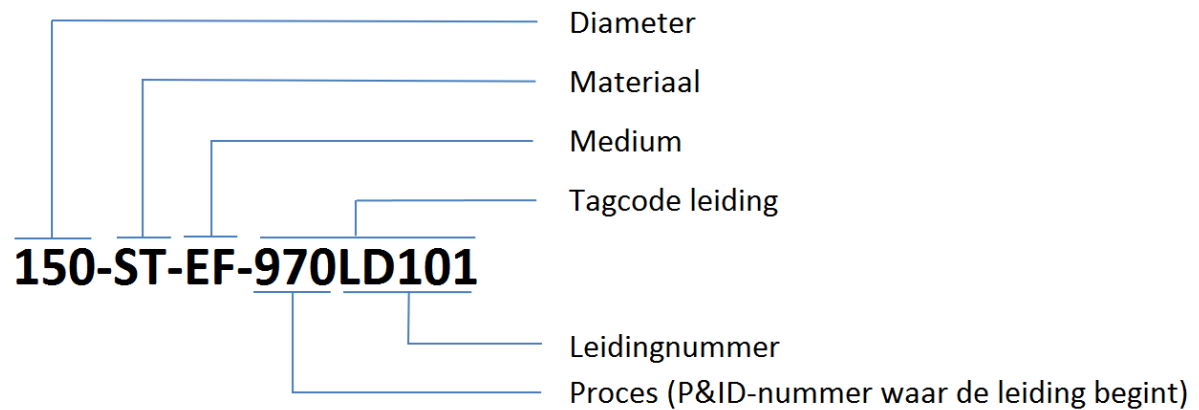 Diameter
Materiaal
Medium
Tagcode leiding
150-ST-EF-970LD101
Leidingnummer
Proces (P&ID-nummer waar de leiding begint)